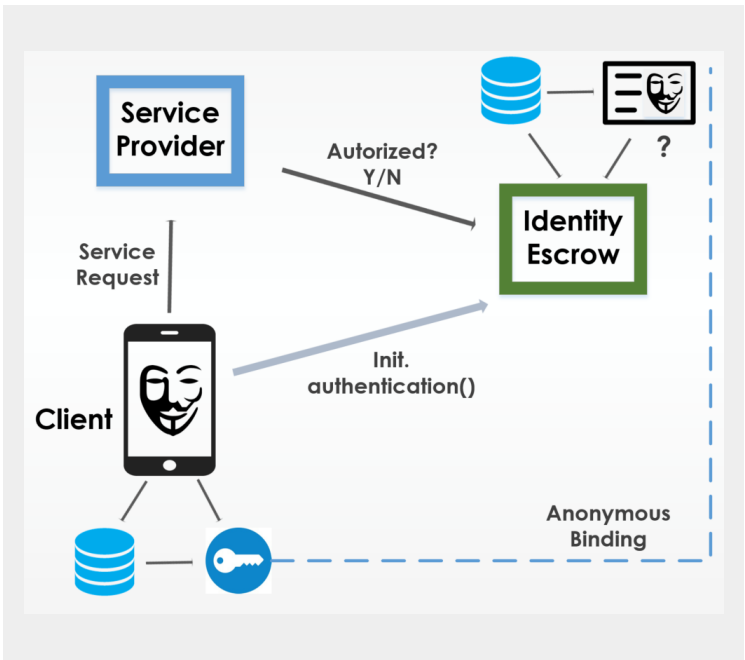 Service
Provider
Autorized?
Y/N
?
Identity
Escrow
Service
Request
Init.
authentication()
Client
Anonymous
Binding